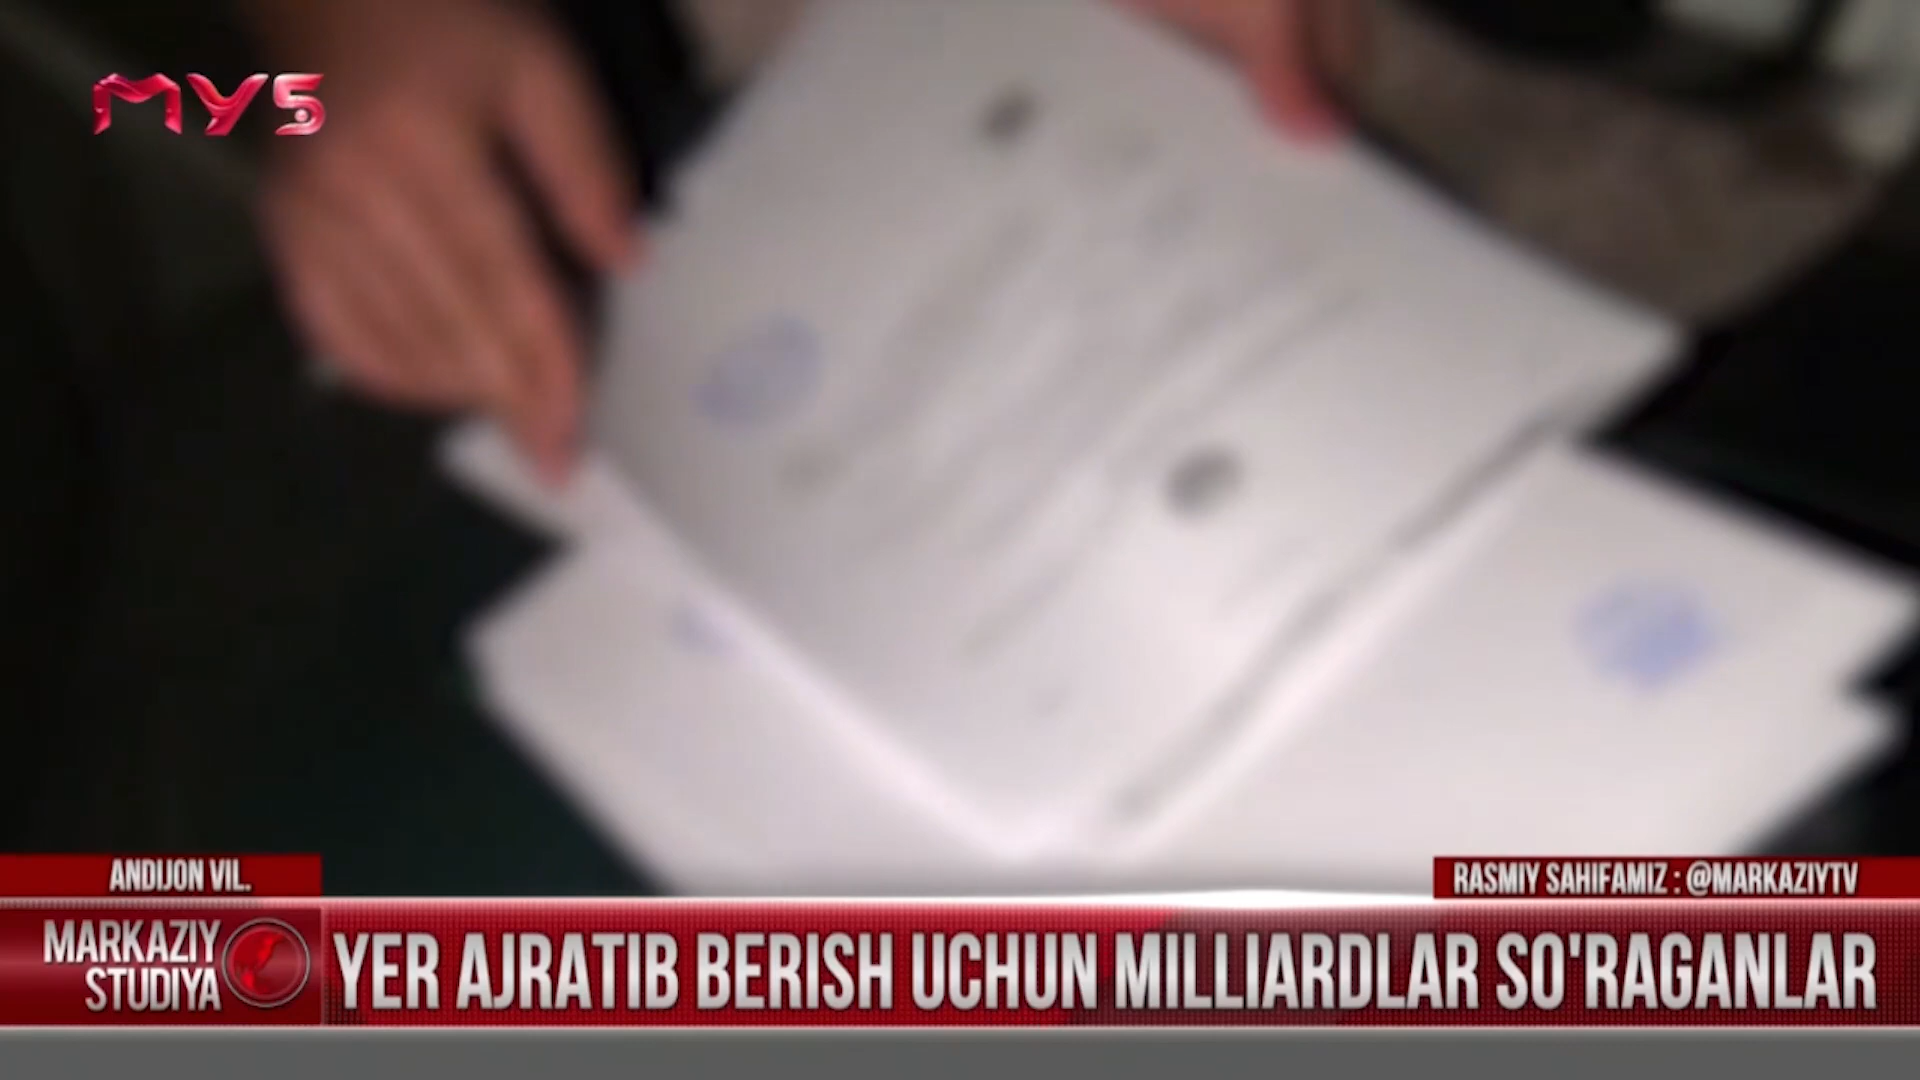 MY5
ANDIJON VIL.
RASMIY SAHIFAMIZ : @MARKAZIYTV
MARKAZIY
STUDIYA
YER AJRATIB BERISH UCHUN MILLIARDLAR SO'RAGANLAR